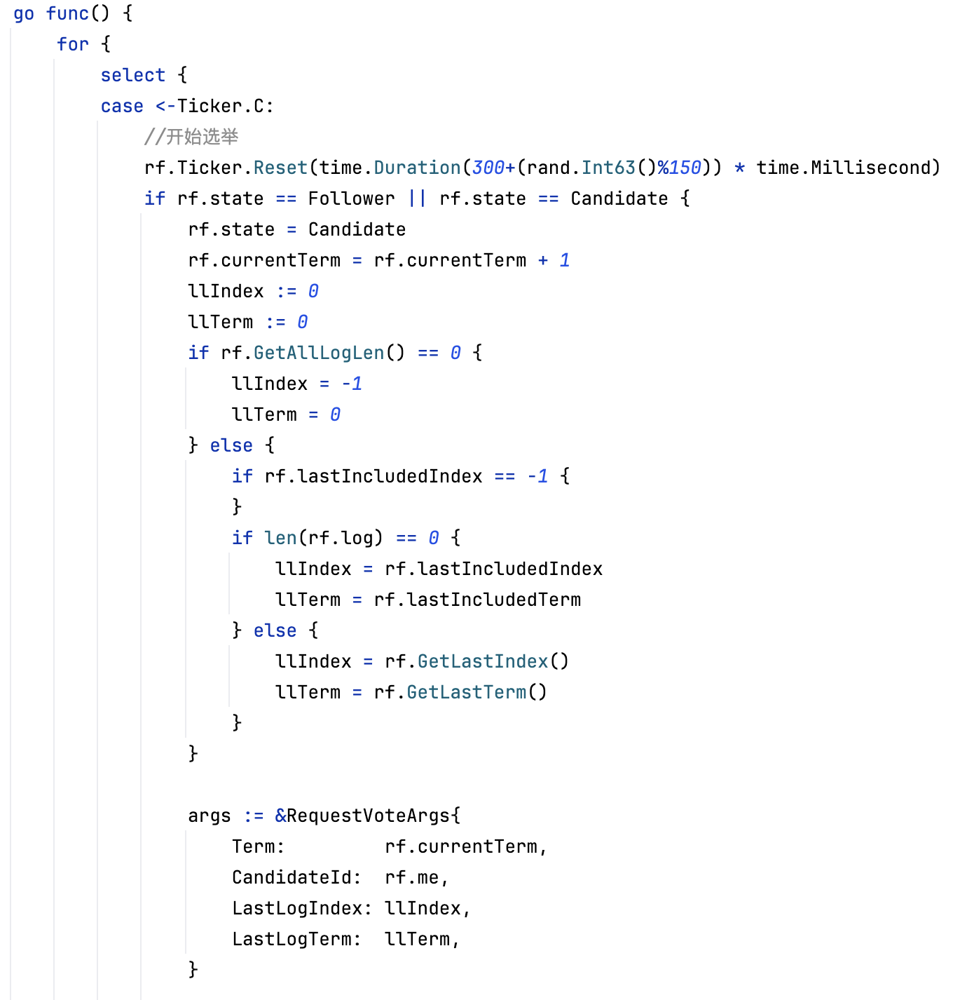 go func() {
    for {
        select {
        case <-Ticker.C:
            //开始选举
            rf.Ticker.Reset(time.Duration(300+(rand.Int63()%150)) * time.Millisecond)
            if rf.state == Follower || rf.state == Candidate {
                rf.state = Candidate
                rf.currentTerm = rf.currentTerm + 1
                llIndex := 0
                llTerm := 0
                if rf.GetAllLogLen() == 0 {
                    llIndex = -1
                    llTerm = 0
                } else {
                    if rf.lastIncludedIndex == -1 {
                    }
                    if len(rf.log) == 0 {
                        llIndex = rf.lastIncludedIndex
                        llTerm = rf.lastIncludedTerm
                    } else {
                        llIndex = rf.GetLastIndex()
                        llTerm = rf.GetLastTerm()
                    }
                }

                args := &RequestVoteArgs{
                    Term:         rf.currentTerm,
                    CandidateId:  rf.me,
                    LastLogIndex: llIndex,
                    LastLogTerm:  llTerm,
                }